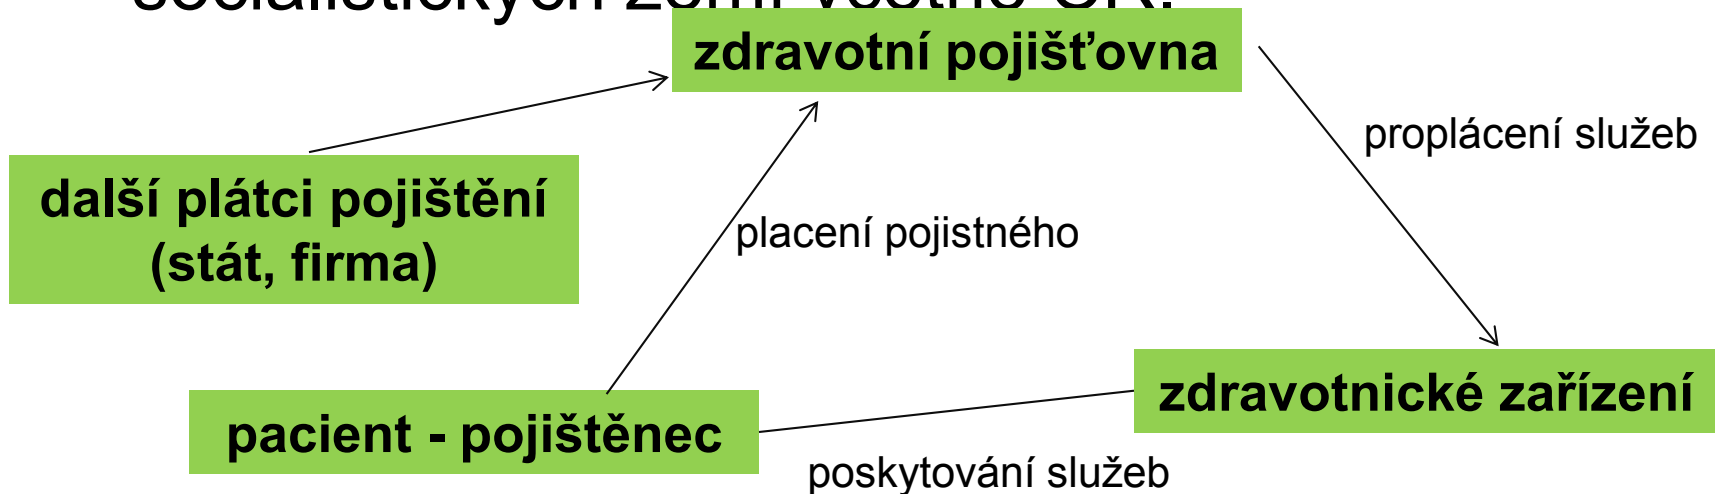 zdravotní pojišťovna
proplácení služeb
další plátci pojištění
(stát, firma)
placení pojistného
zdravotnické zařízení
pacient - pojištěnec
poskytování služeb